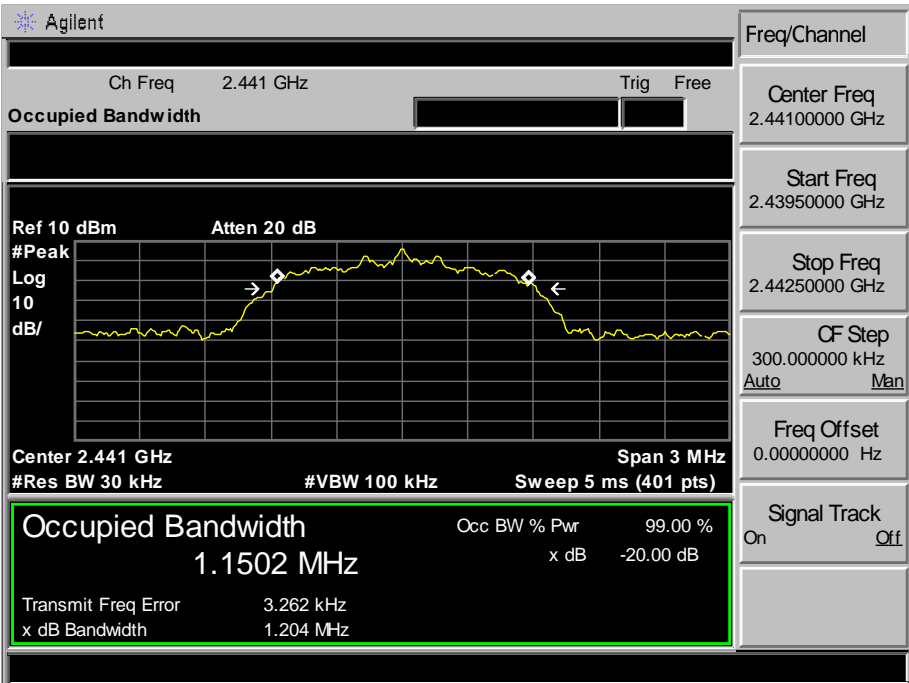 Agilent
Freq/Channel
Ch Freq 2.441 GHz Trig Free
Occupied Bandwidth
Center Freq
2.44100000 GHz
Start Freq
2.43950000 GHz
Stop Freq
2.44250000 GHz
CF Step
300.000000 kHz
Auto Man
Freq Offset
0.00000000 Hz
Signal Track
On Off
Ref 10 dBm Atten 20 dB
#Peak
Log
10
dB/
Center 2.441 GHz Span 3 MHz
#Res BW 30 kHz #VBW 100 kHz Sweep 5 ms (401 pts)
Occupied Bandwidth
1.1502 MHz
Occ BW % Pwr 99.00 %
x dB -20.00 dB
Transmit Freq Error 3.262 kHz
x dB Bandwidth 1.204 MHz